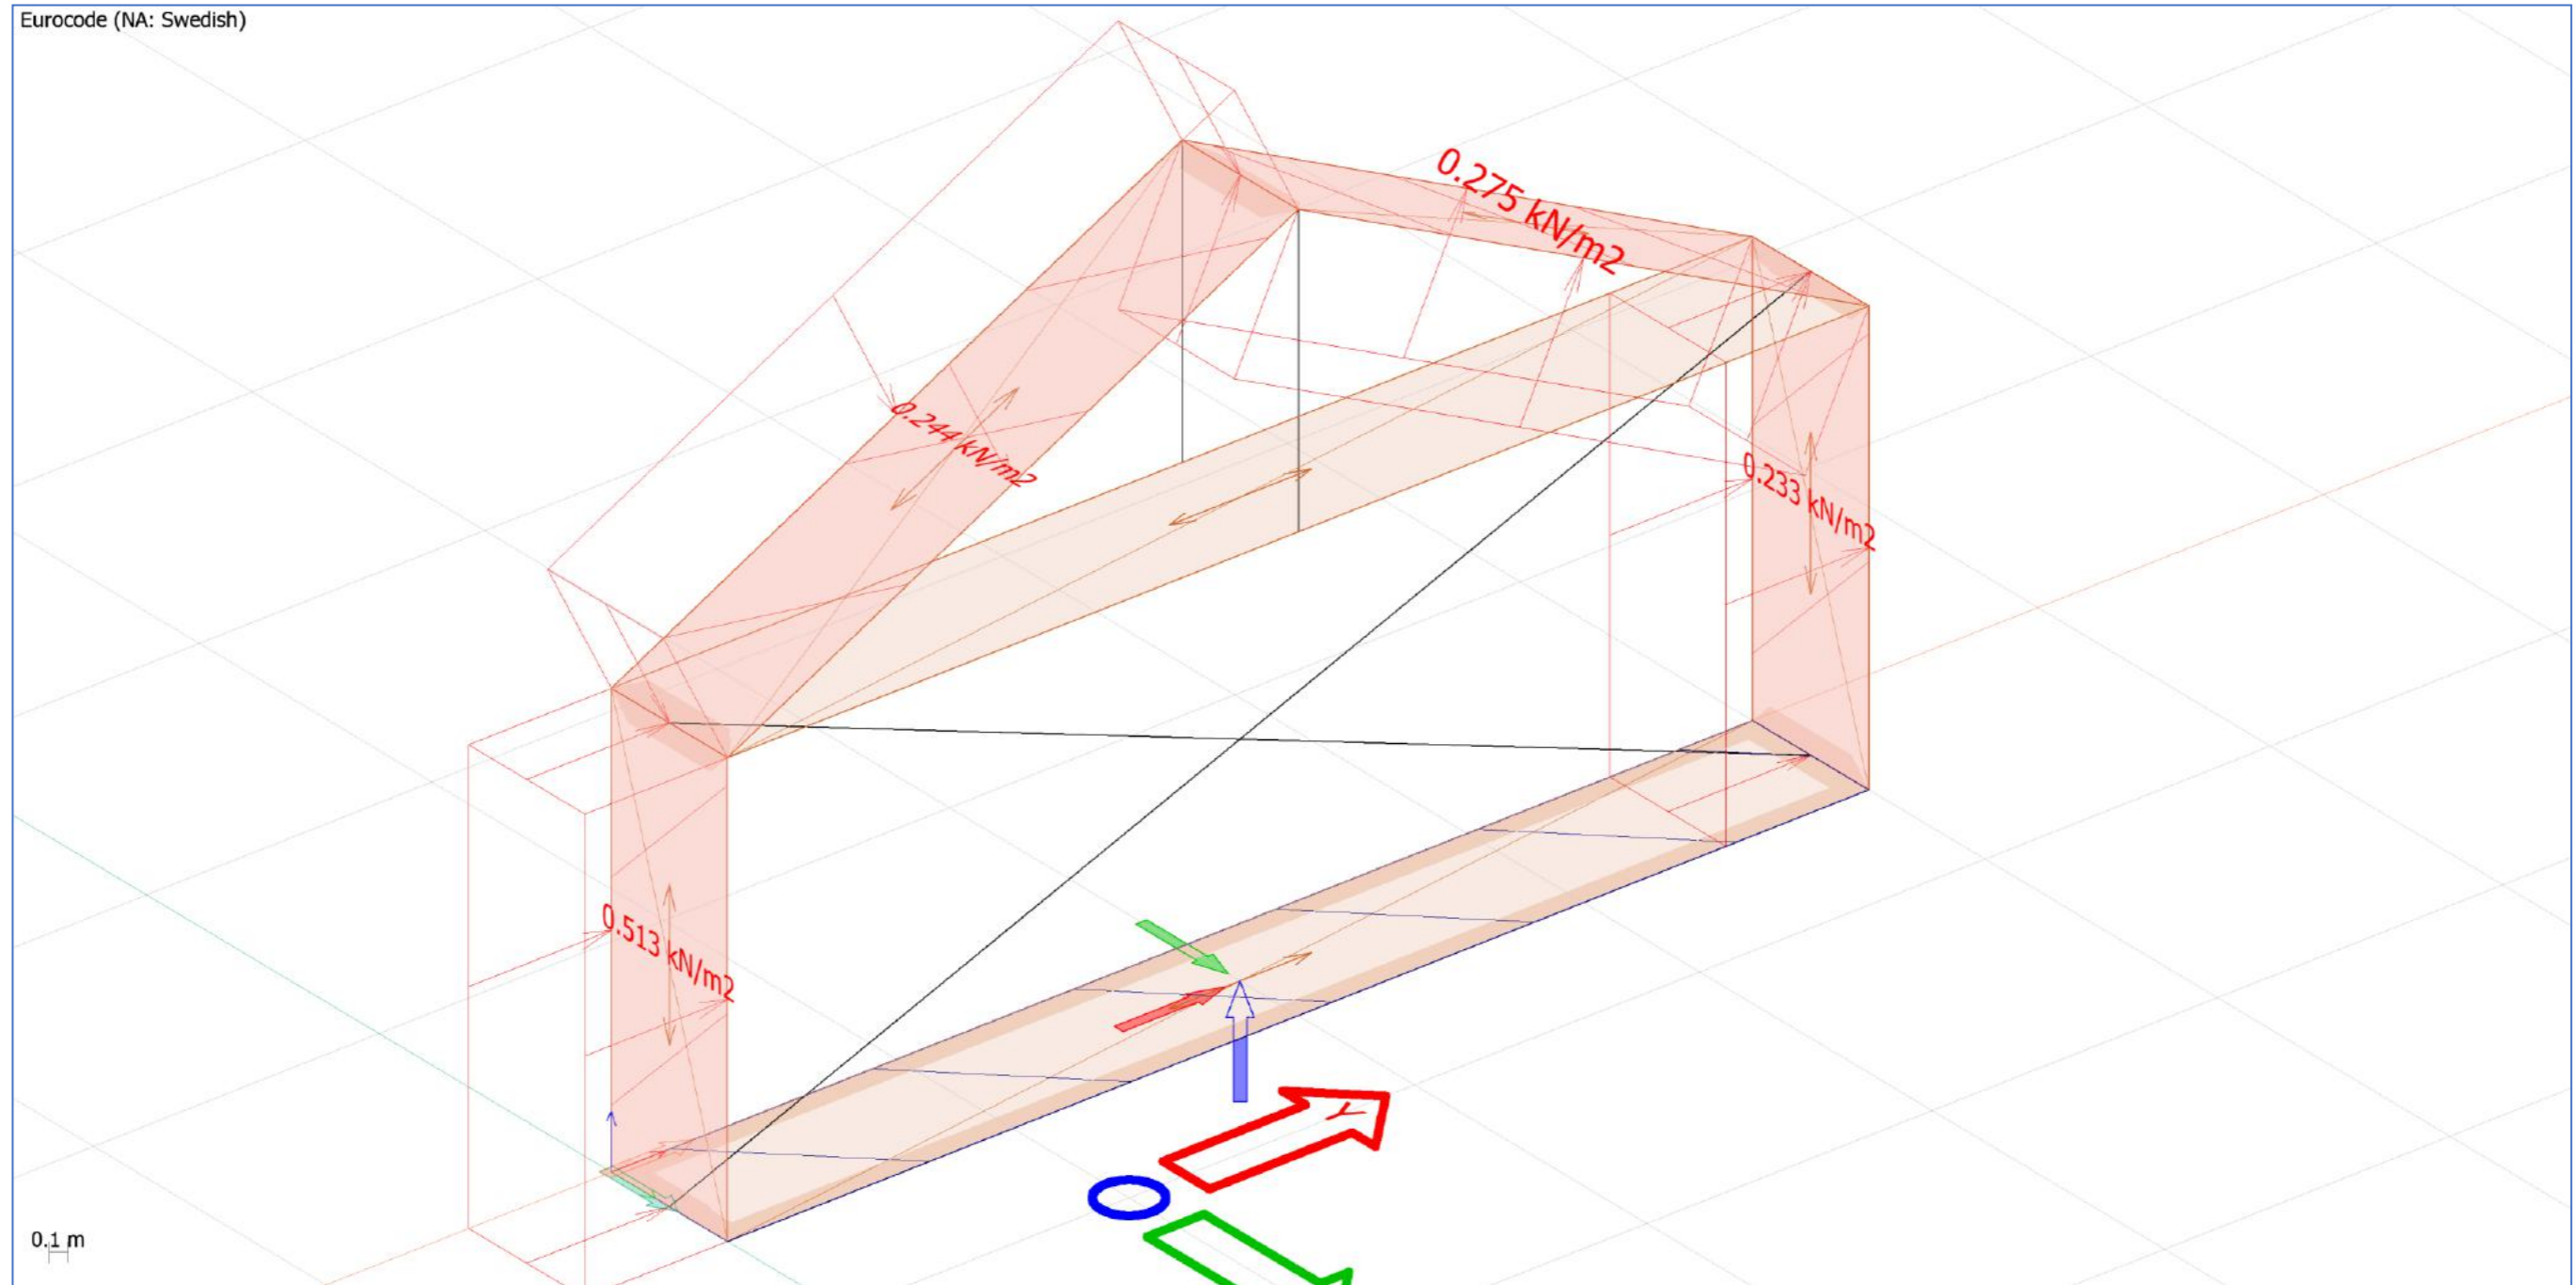 Eurocode (NA: Swedish)
0.275 kN/m2
0.244 kN/m2
0.233 kN/m2
0.513 kN/m2
Y
0.1 m